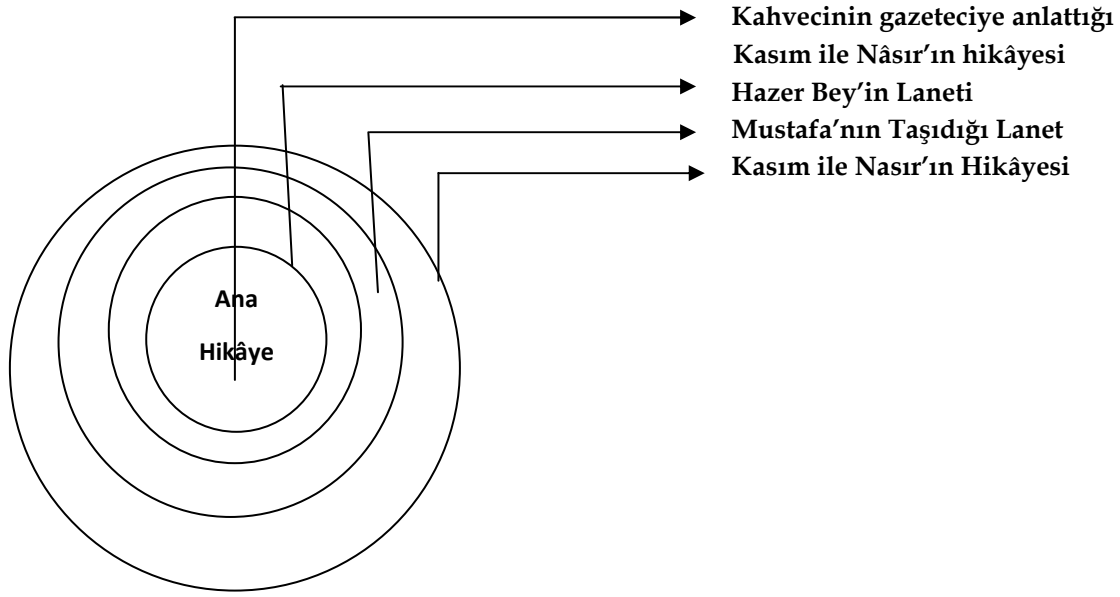 Kahvecinin gazeteciye anlattığı
Kasım ile Nâsır’ın hikâyesi
Hazer Bey’in Laneti
Mustafa’nın Taşıdığı Lanet
Kasım ile Nasır’ın Hikâyesi
Ana
Hikâye